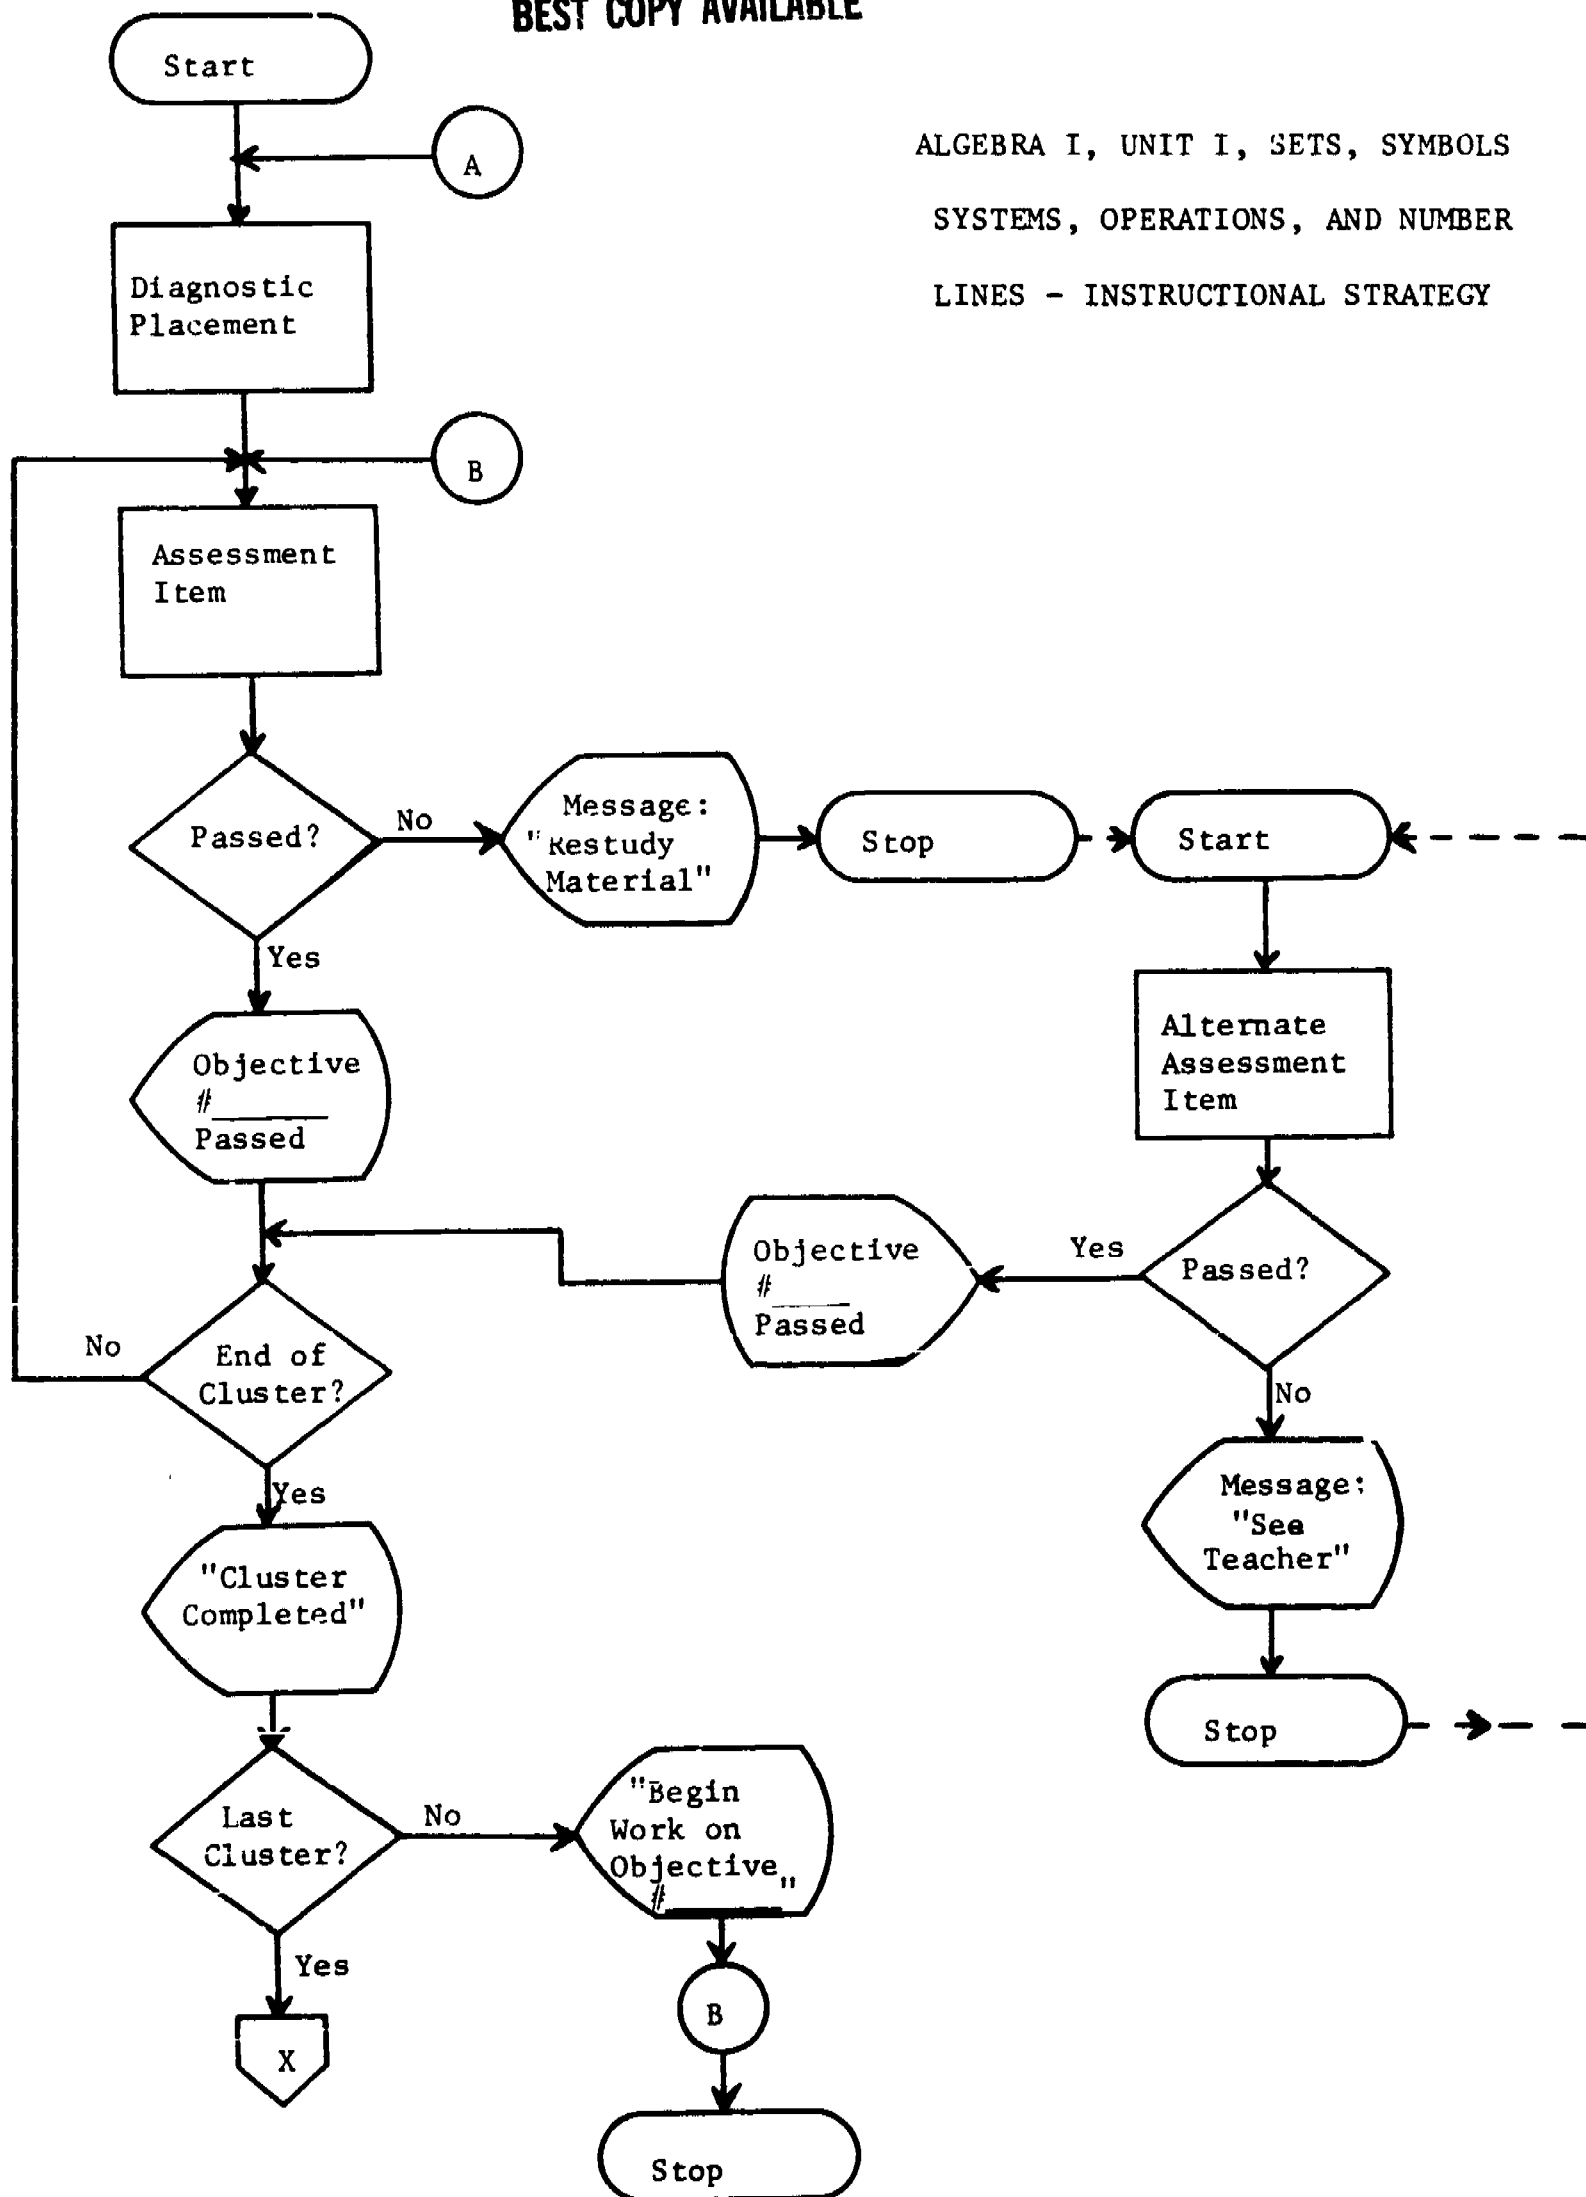 BEST COPY AVAILABLE
Start
A
ALGEBRA I, UNIT I, SETS, SYMBOLS
SYSTEMS, OPERATIONS, AND NUMBER
LINES - INSTRUCTIONAL STRATEGY
Diagnostic
Placement
B
Assessment
Item
Passed?
No
Message:
"Restudy
Material"
Stop
Start
Yes
Objective
#________
Passed
Alternate
Assessment
Item
Passed?
Yes
Objective
#_____
Passed
No
End of
Cluster?
No
Message:
"See
Teacher"
Yes
"Cluster
Completed"
Stop
Last
Cluster?
No
"Begin
Work on
Objective
#________"
Yes
X
B
Stop